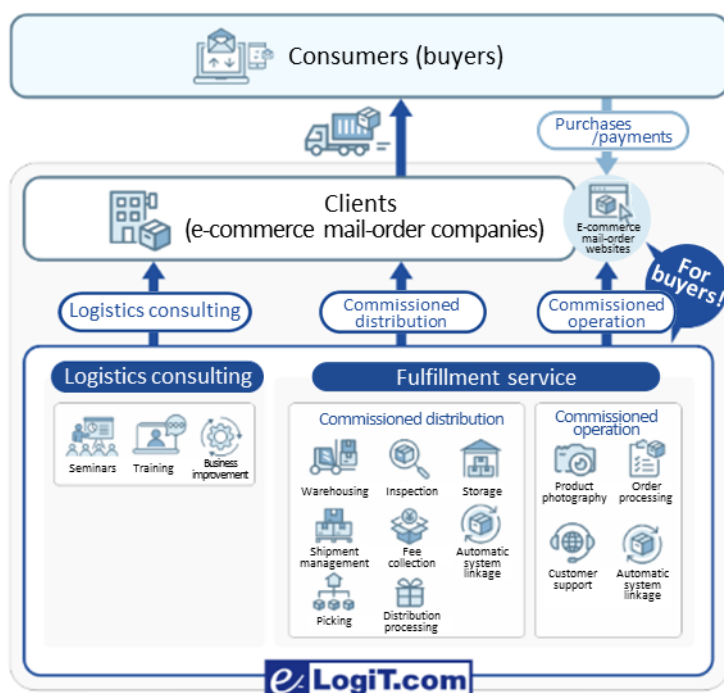 Consumers (buyers)
Purchases
/payments
Clients
(e-commerce mail-order companies)
E-commerce
mail-order
websites
For
buyers!
Logistics consulting
Commissioned
distribution
Commissioned
operation
Logistics consulting
Fulfillment service
Seminars
Training
Business
improvement
Commissioned distribution
Warehousing
Inspection
Storage
Shipment
management
Fee
collection
Automatic
system
linkage
Picking
Distribution
processing
Commissioned
operation
Product
photography
Order
processing
Customer
support
Automatic
system
linkage
e-LogiT.com